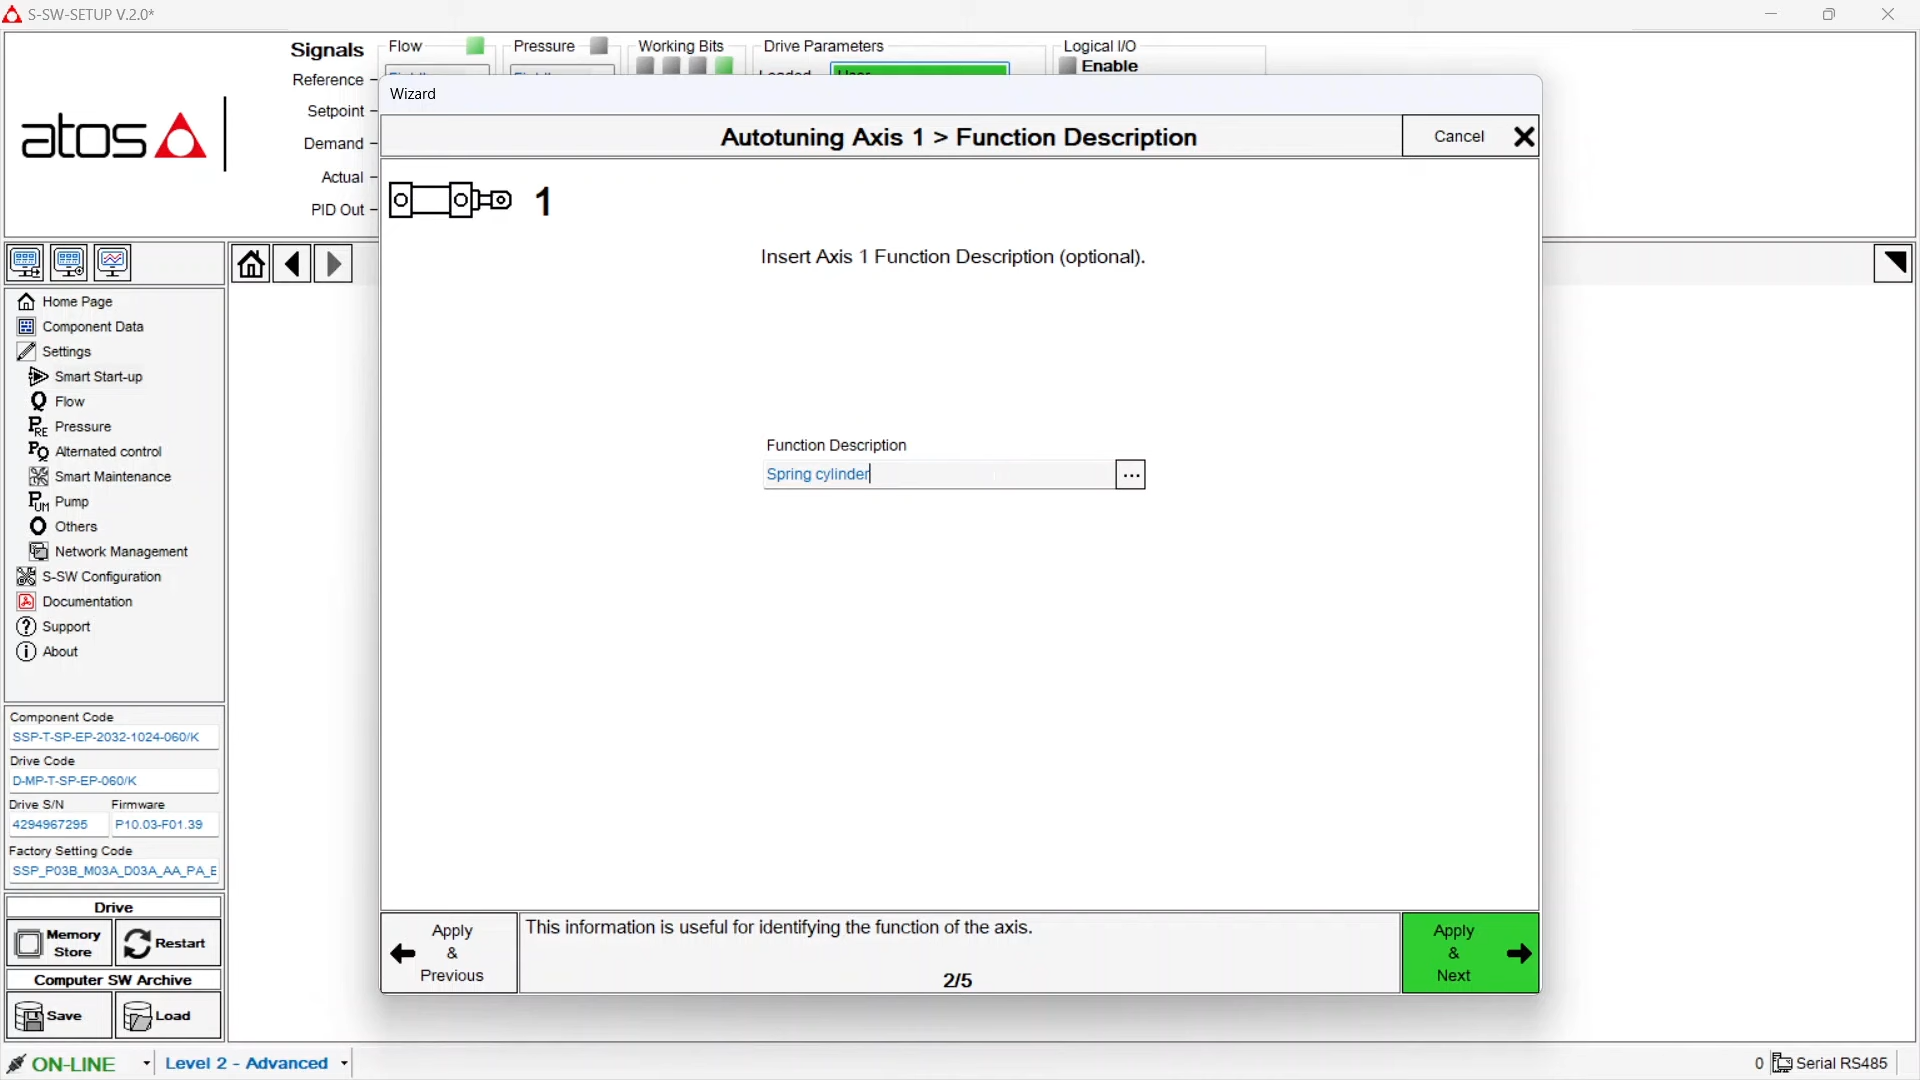 S-SW-SETUP V.2.0*
Signals
Flow
Pressure
Working Bits
Drive Parameters
Logical I/O
Enable
Reference
Setpoint
Demand
Actual
PID Out
atos
Wizard
Autotuning Axis 1 > Function Description
Cancel
1
Insert Axis 1 Function Description (optional).
Function Description
Spring cylinder
...
Home Page
Component Data
Settings
Smart Start-up
Q Flow
PRE Pressure
PQ Alternated control
Smart Maintenance
PUM Pump
O Others
Network Management
S-SW Configuration
Documentation
? Support
i About
Component Code
SSP-T-SP-EP-2032-1024-060/K
Drive Code
D-MP-T-SP-EP-060/K
Drive S/N Firmware
4294967295 P10.03-F01.39
Factory Setting Code
SSP_P03B_M03A_D03A_AA_PA_E
Drive
Memory Store
Restart
Computer SW Archive
Save
Load
Apply
&
Previous
This information is useful for identifying the function of the axis.
2/5
Apply
&
Next
ON-LINE
Level 2 - Advanced
0 Serial RS485